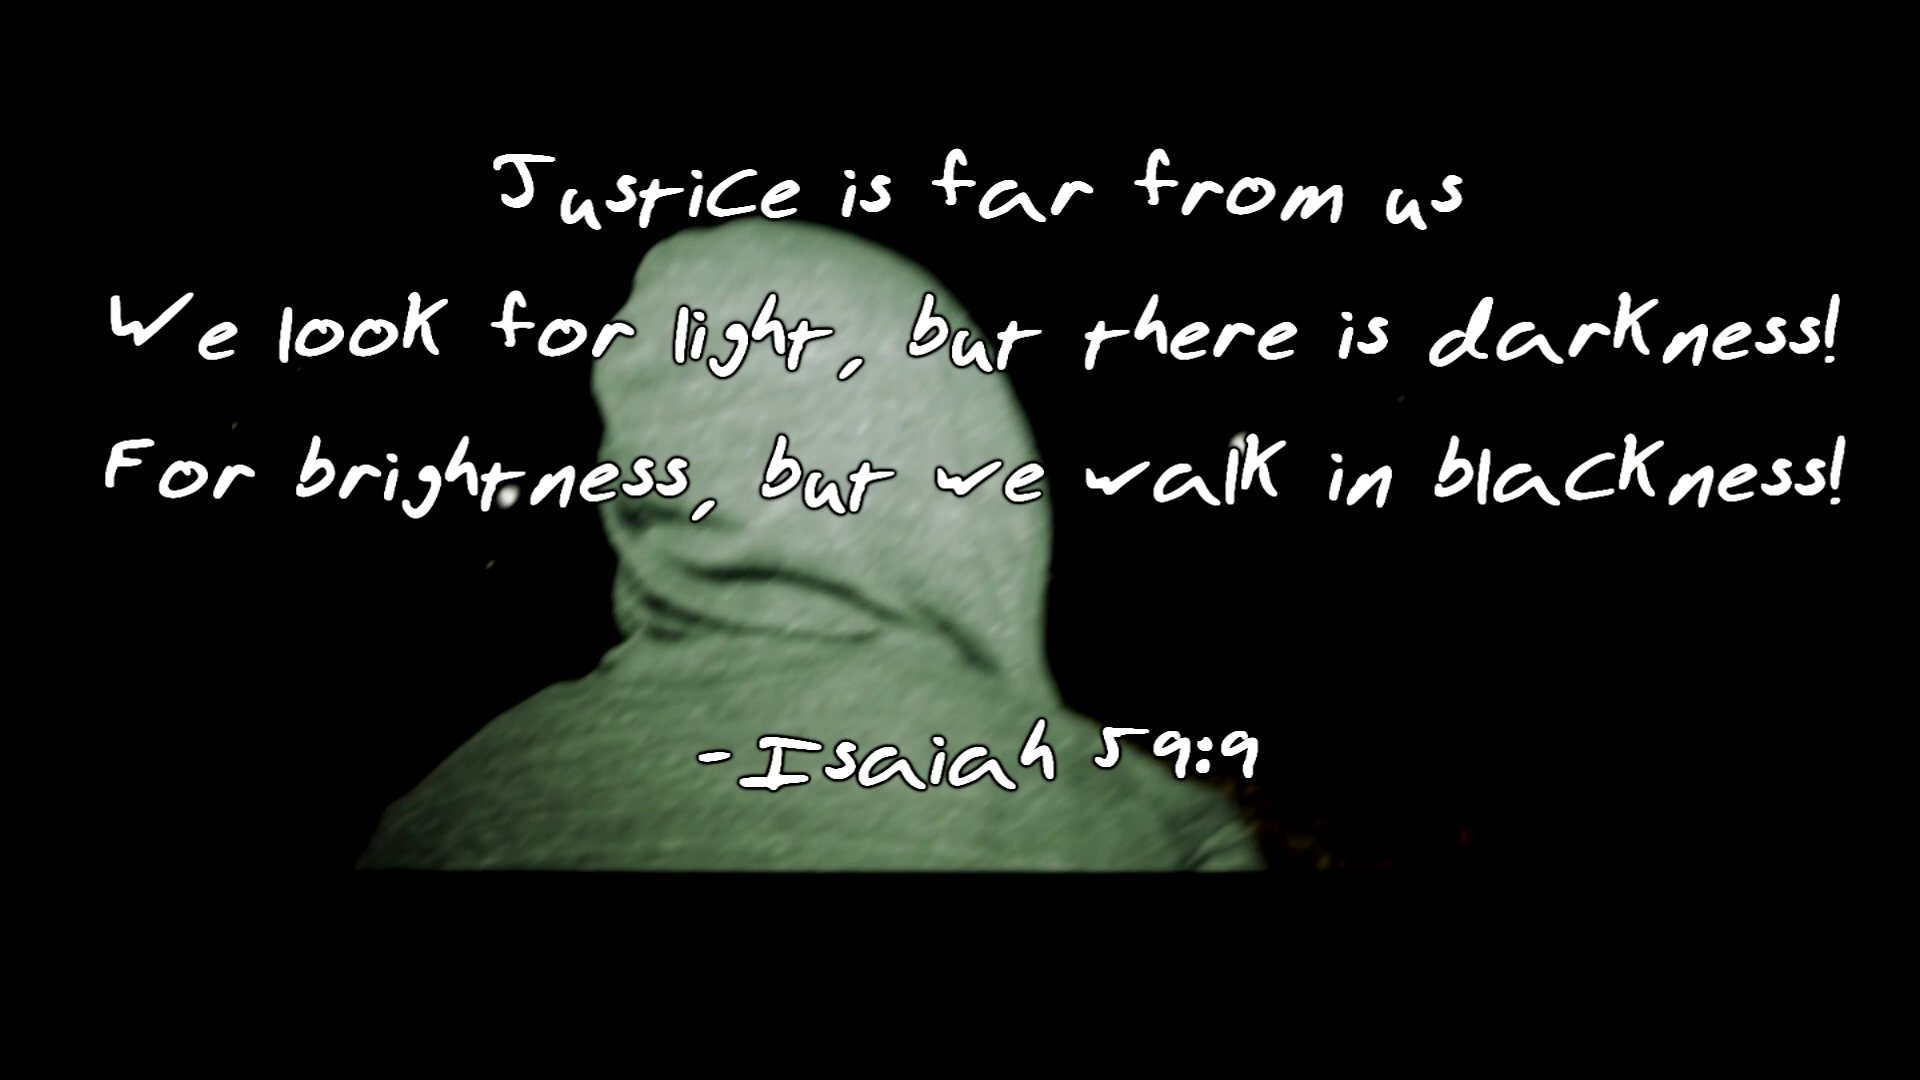 Justice is far from us
We look for light, but there is darkness!
For brightness, but we walk in blackness!
-Isaiah 59:9